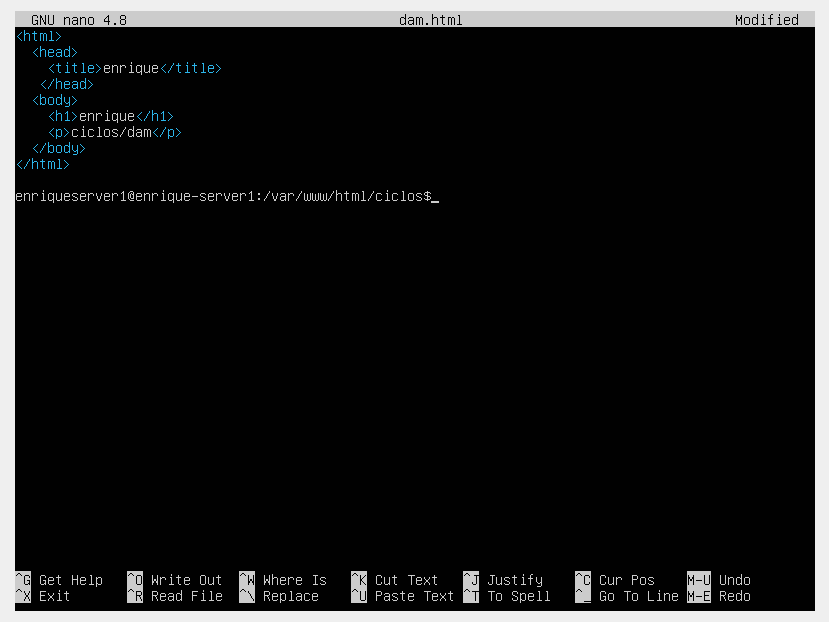 GNU nano 4.8 dam.html Modified
<html>
  <head>
    <title>enrique</title>
   </head>
  <body>
    <h1>enrique</h1>
    <p>ciclos/dam</p>
  </body>
</html>
enriqueserver1@enrique-server1:/var/www/html/ciclos$_
^G Get Help ^O Write Out ^W Where Is ^K Cut Text ^J Justify ^C Cur Pos M-U Undo
^X Exit ^R Read File ^\ Replace ^U Paste Text ^T To Spell ^_ Go To Line M-E Redo